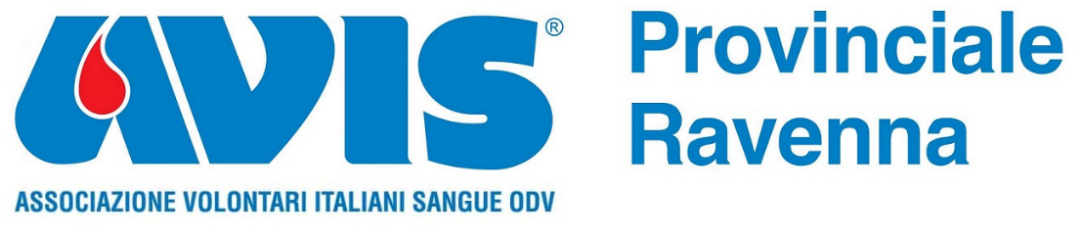 AVIS®
ASSOCIAZIONE VOLONTARI ITALIANI SANGUE ODV
Provinciale
Ravenna